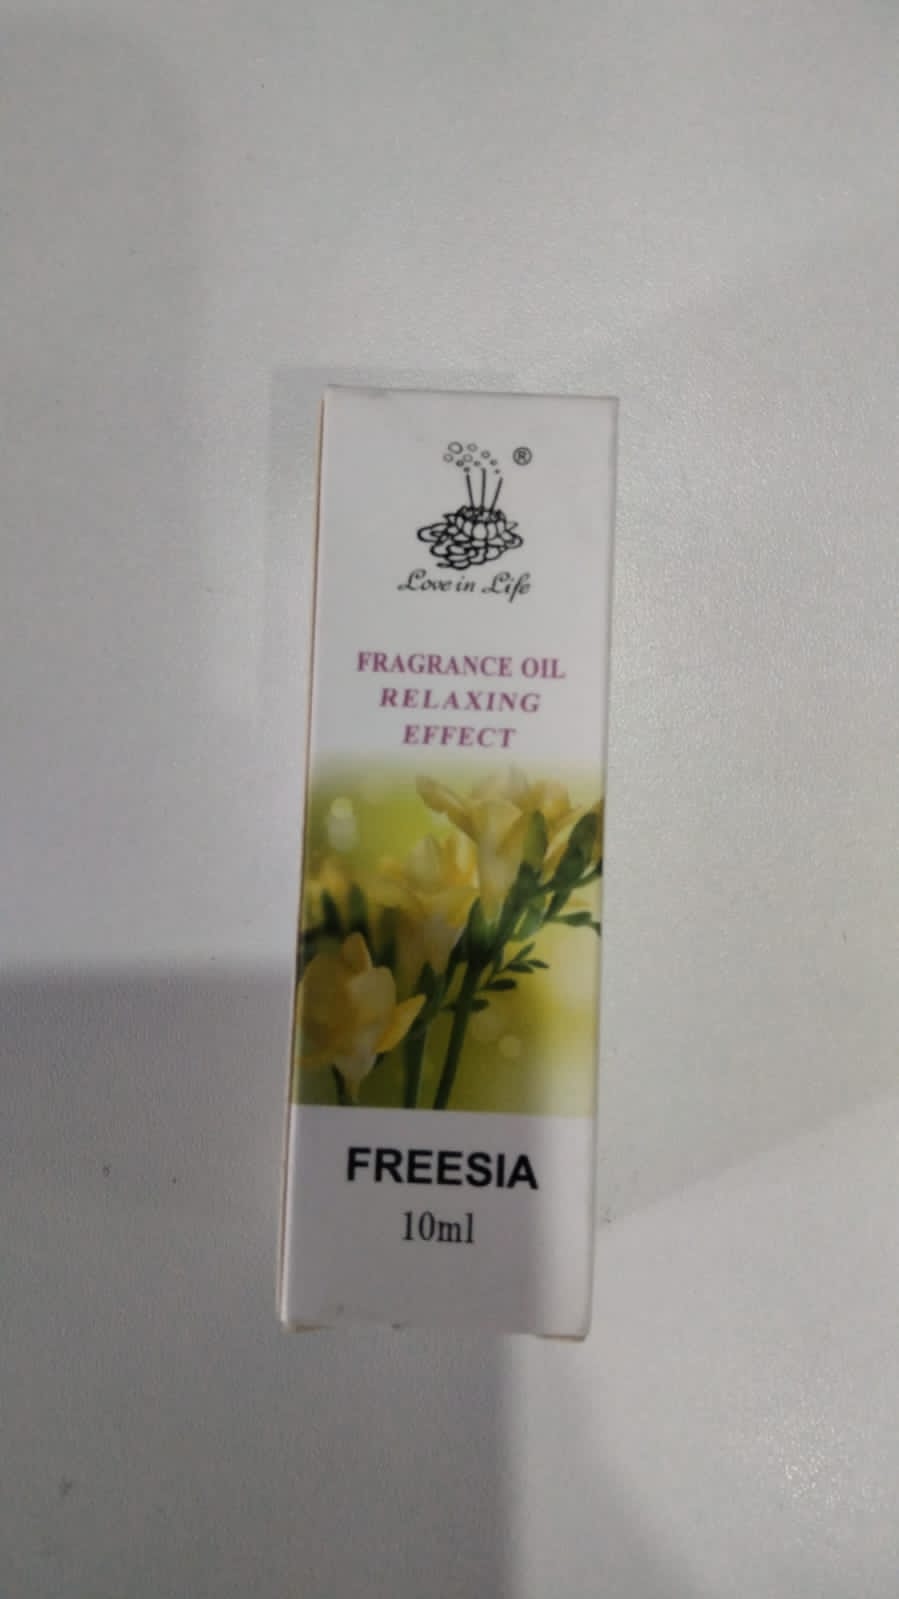 ®
Love in Life
FRAGRANCE OIL
RELAXING
EFFECT
FREESIA
10ml